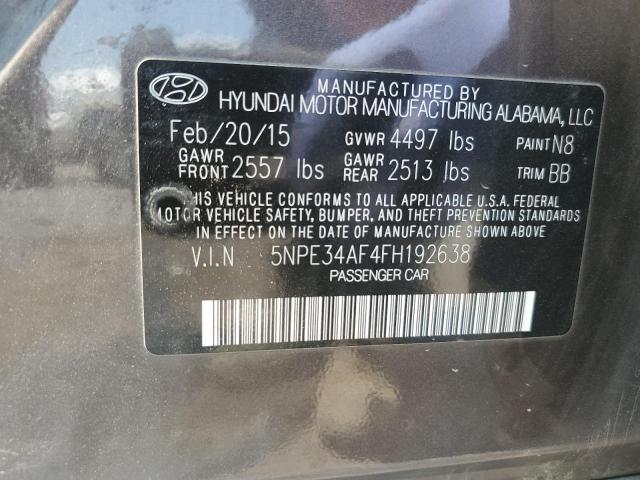 MANUFACTURED BY
HYUNDAI MOTOR MANUFACTURING ALABAMA, LLC
Feb/20/15 GVWR 4497 lbs PAINT N8
GAWR FRONT 2557 lbs GAWR REAR 2513 lbs TRIM BB
THIS VEHICLE CONFORMS TO ALL APPLICABLE U.S.A. FEDERAL
MOTOR VEHICLE SAFETY, BUMPER, AND THEFT PREVENTION
STANDARDS IN EFFECT ON THE DATE OF MANUFACTURE SHOWN ABOVE
V.I.N 5NPE34AF4FH192638
PASSENGER CAR